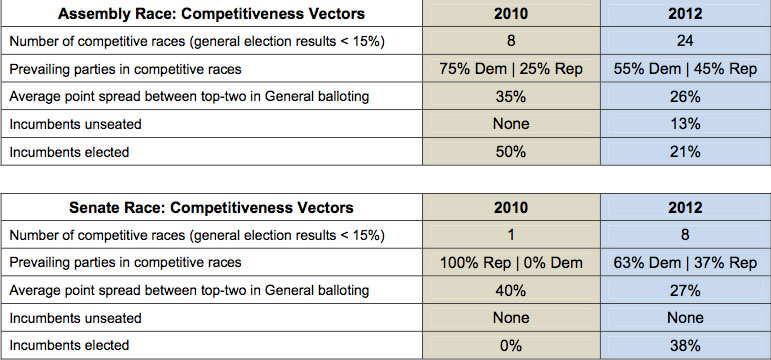 Assembly Race: Competitiveness Vectors 2010 2012
Number of competitive races (general election results < 15%) 8 24
Prevailing parties in competitive races 75% Dem | 25% Rep 55% Dem | 45% Rep
Average point spread between top-two in General balloting 35% 26%
Incumbents unseated None 13%
Incumbents elected 50% 21%
Senate Race: Competitiveness Vectors 2010 2012
Number of competitive races (general election results < 15%) 1 8
Prevailing parties in competitive races 100% Rep | 0% Dem 63% Dem | 37% Rep
Average point spread between top-two in General balloting 40% 27%
Incumbents unseated None None
Incumbents elected 0% 38%